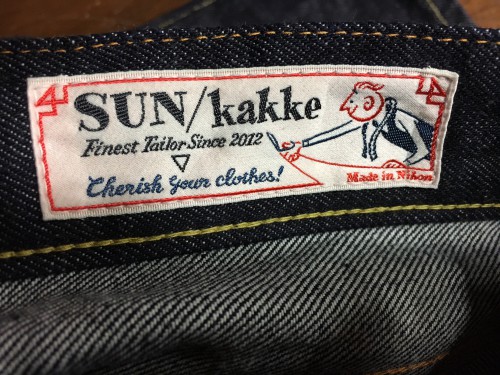 SUN/kakke
Finest Tailor Since 2012
Cherish your clothes!
Made in Nihon